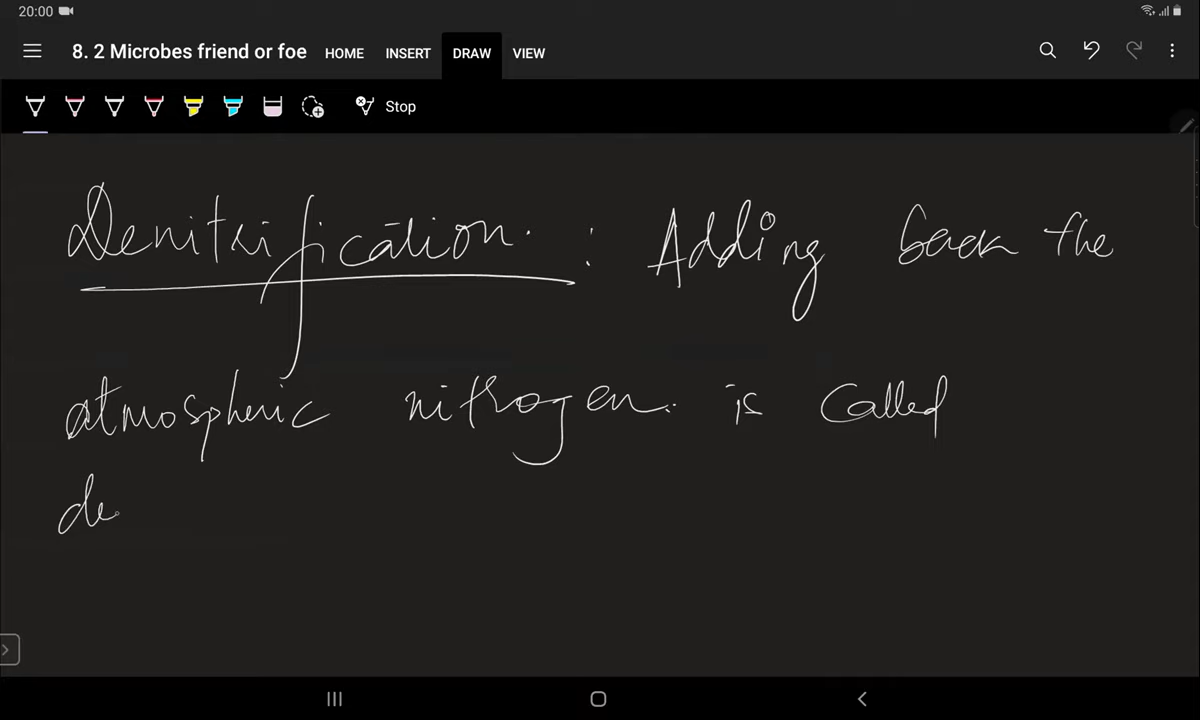 20:00
8. 2 Microbes friend or foe HOME INSERT DRAW VIEW
Stop
Denitrification. : Adding back the
atmospheric nitrogen. is called
de